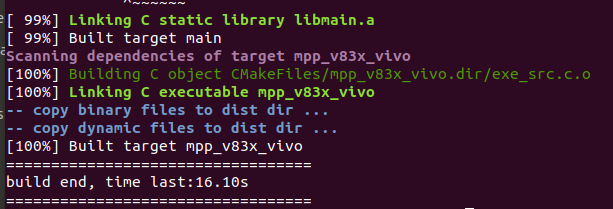 ^~~~~~~
[ 99%] Linking C static library libmain.a
[ 99%] Built target main
Scanning dependencies of target mpp_v83x_vivo
[100%] Building C object CMakeFiles/mpp_v83x_vivo.dir/exe_src.c.o
[100%] Linking C executable mpp_v83x_vivo
-- copy binary files to dist dir ...
-- copy dynamic files to dist dir ...
[100%] Built target mpp_v83x_vivo
==================================
build end, time last:16.10s
==================================